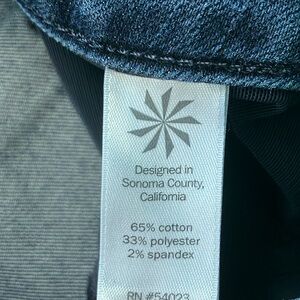 Designed in
Sonoma County,
California
65% cotton
33% polyester
2% spandex
RN #54023